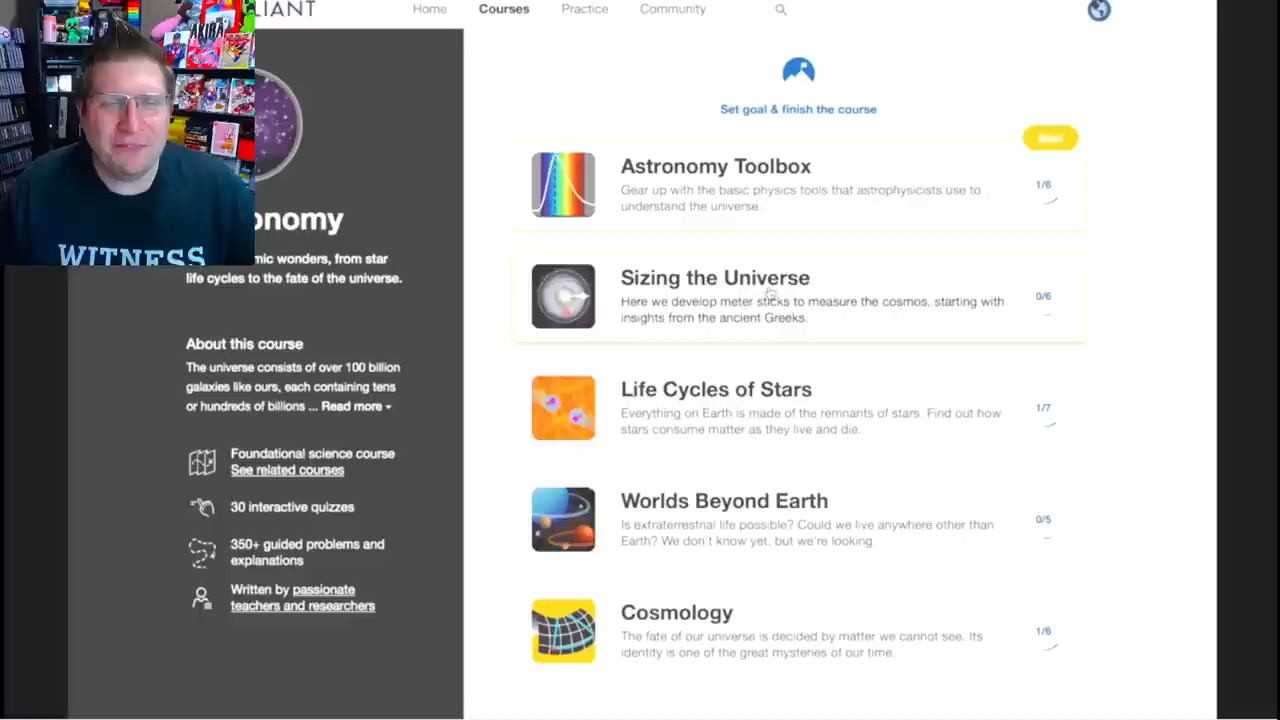 LIANT
Home
Courses
Practice
Community
AKIRA
WITNESS
onomy
mic wonders, from star
life cycles to the fate of the universe.
About this course
The universe consists of over 100 billion
galaxies like ours, each containing tens
or hundreds of billions ... Read more
Foundational science course
See related courses
30 interactive quizzes
350+ guided problems and
explanations
Written by passionate
teachers and researchers
Set goal & finish the course
Astronomy Toolbox
Gear up with the basic physics tools that astrophysicists use to
understand the universe.
1/6
Sizing the Universe
Here we develop meter sticks to measure the cosmos, starting with
insights from the ancient Greeks.
0/6
Life Cycles of Stars
Everything on Earth is made of the remnants of stars. Find out how
stars consume matter as they live and die.
1/7
Worlds Beyond Earth
Is extraterrestrial life possible? Could we live anywhere other than
Earth? We don't know yet, but we're looking.
0/5
Cosmology
The fate of our universe is decided by matter we cannot see. Its
identity is one of the great mysteries of our time.
1/6